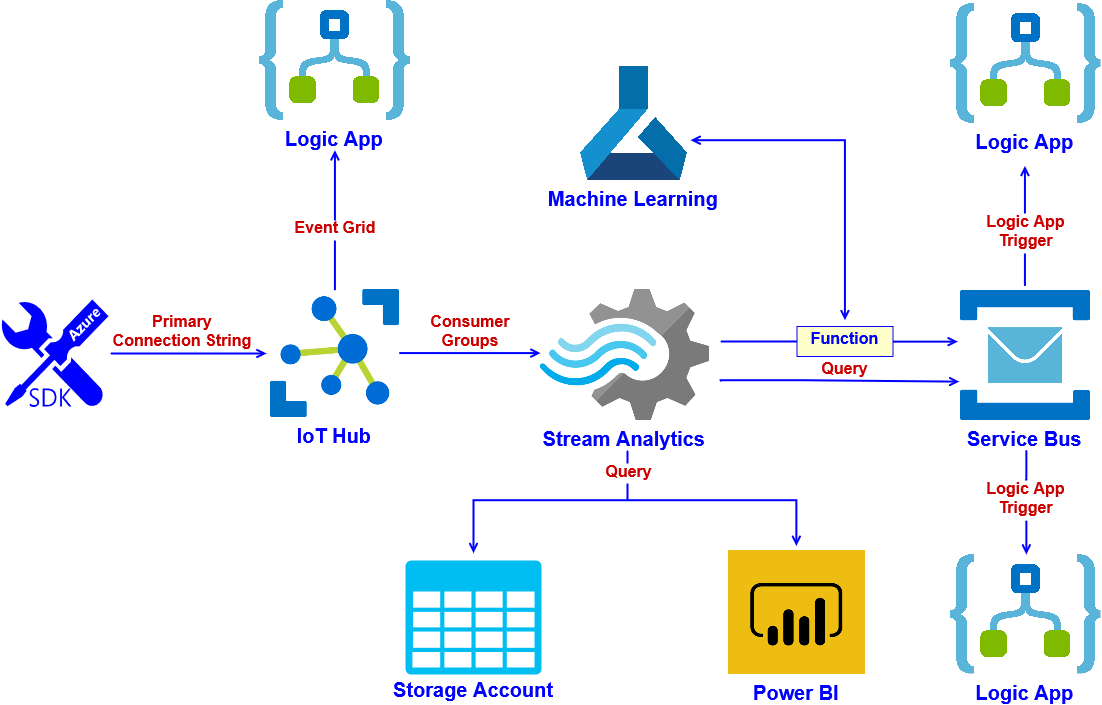 Logic App
Event Grid
Machine Learning
Logic App
Logic App
Trigger
Azure
SDK
Primary
Connection String
IoT Hub
Consumer
Groups
Stream Analytics
Function
Query
Service Bus
Query
Logic App
Trigger
Storage Account
Power BI
Logic App